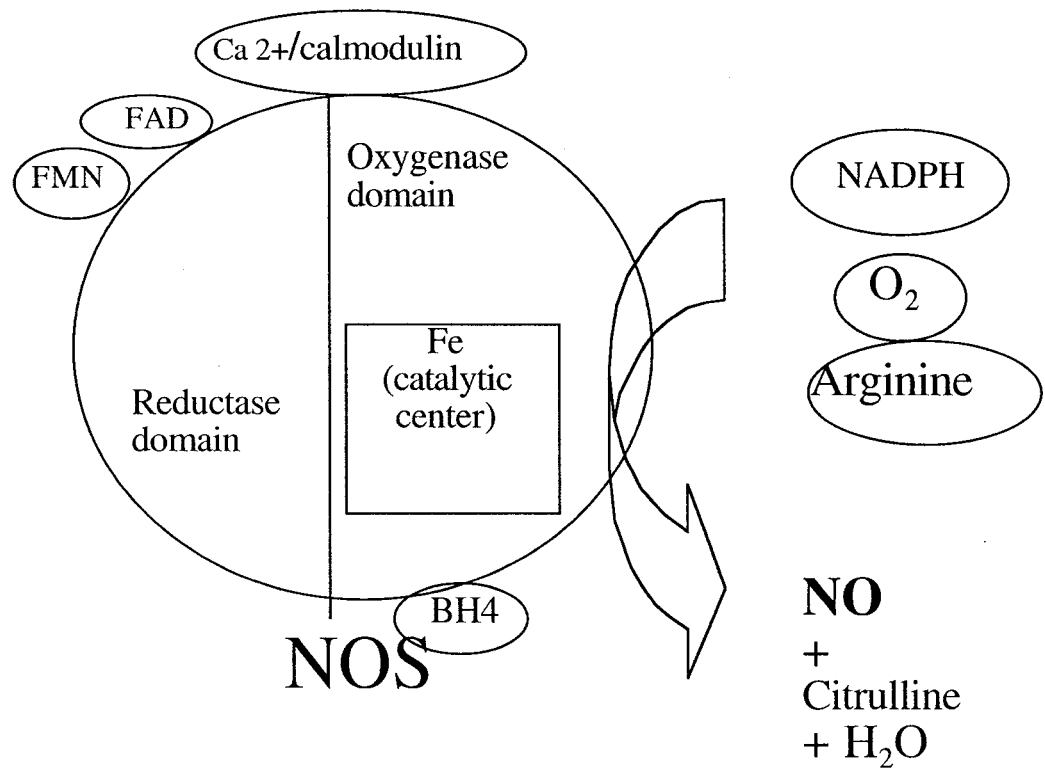 Ca 2+/calmodulin
FAD
FMN
Oxygenase
domain
NADPH
O₂
Arginine
Fe
(catalytic
center)
Reductase
domain
BH4
NOS
NO
+
Citrulline
+ H₂O